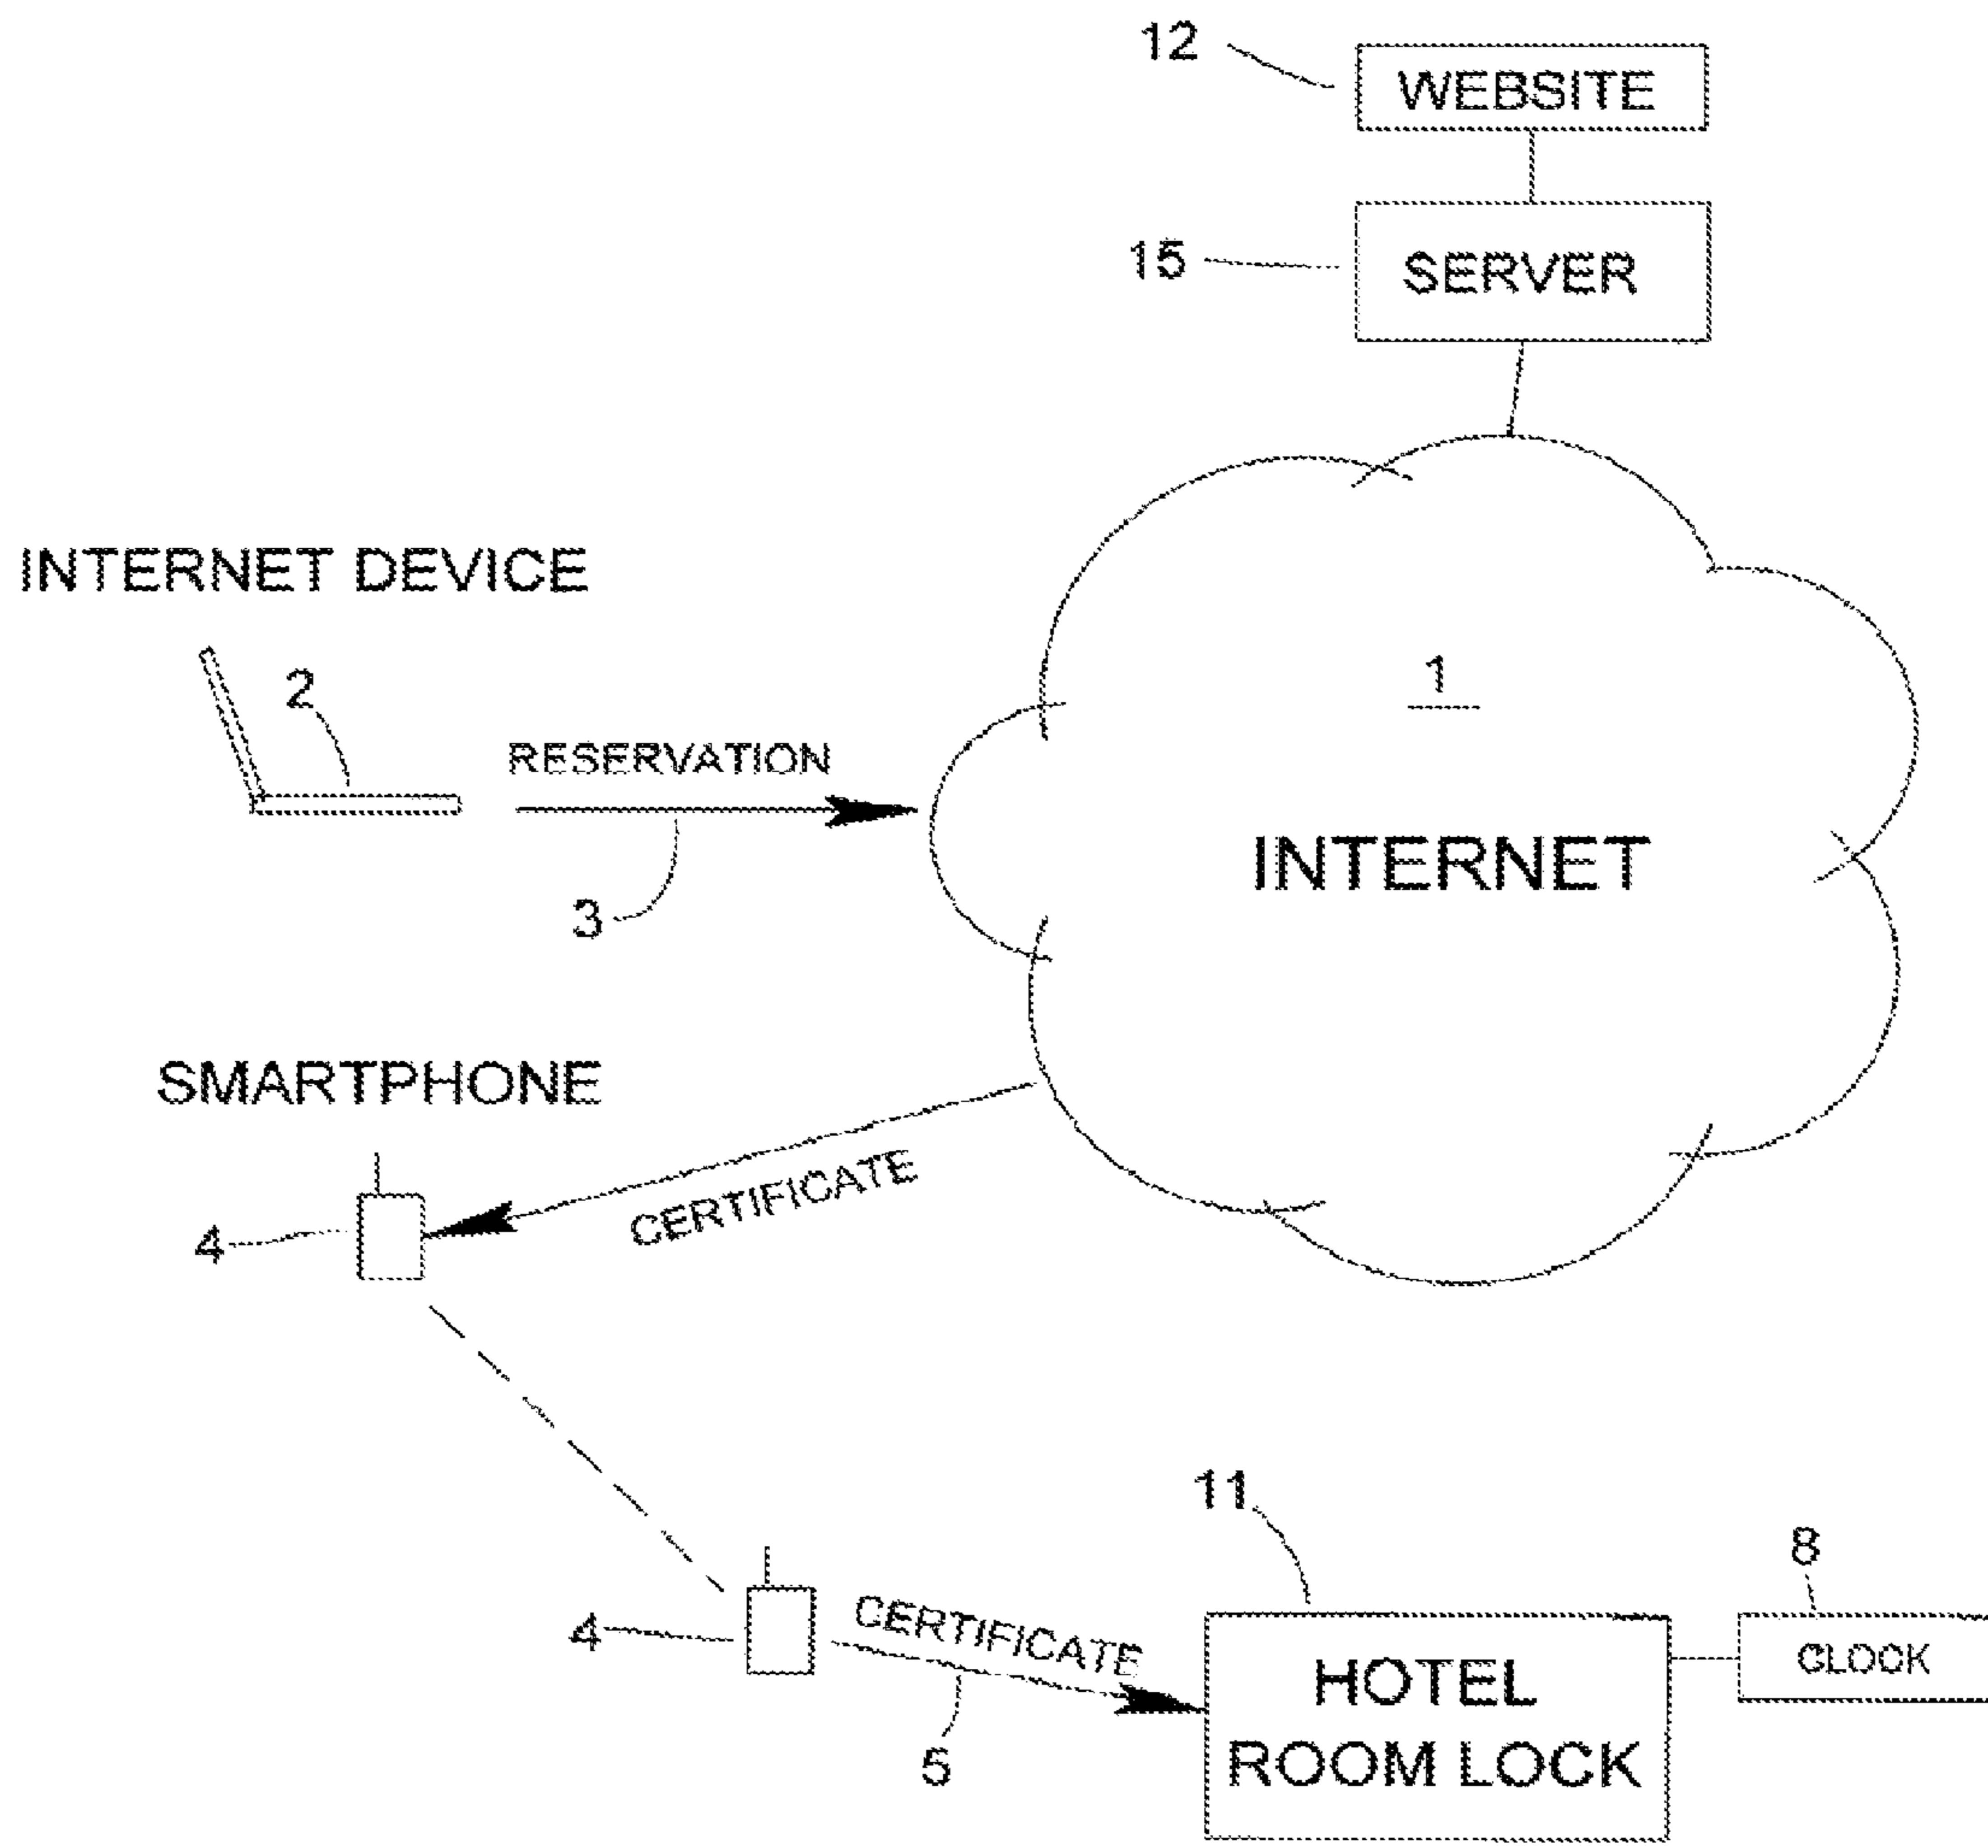 12
WEBSITE
15
SERVER
INTERNET DEVICE
2
RESERVATION
3
1
INTERNET
SMARTPHONE
4
CERTIFICATE
4
CERTIFICATE
5
11
HOTEL
ROOM LOCK
8
CLOCK